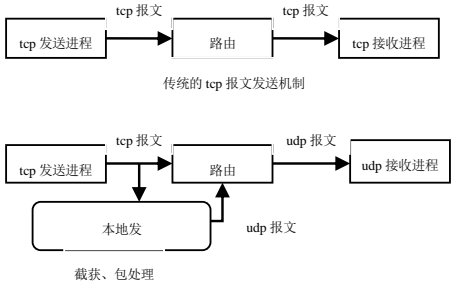 tcp 报文 tcp 报文
tcp 发送进程 路由 tcp 接收进程
传统的 tcp 报文发送机制
tcp 报文 udp 报文
tcp 发送进程 路由 udp 接收进程
本地发 udp 报文
截获、包处理